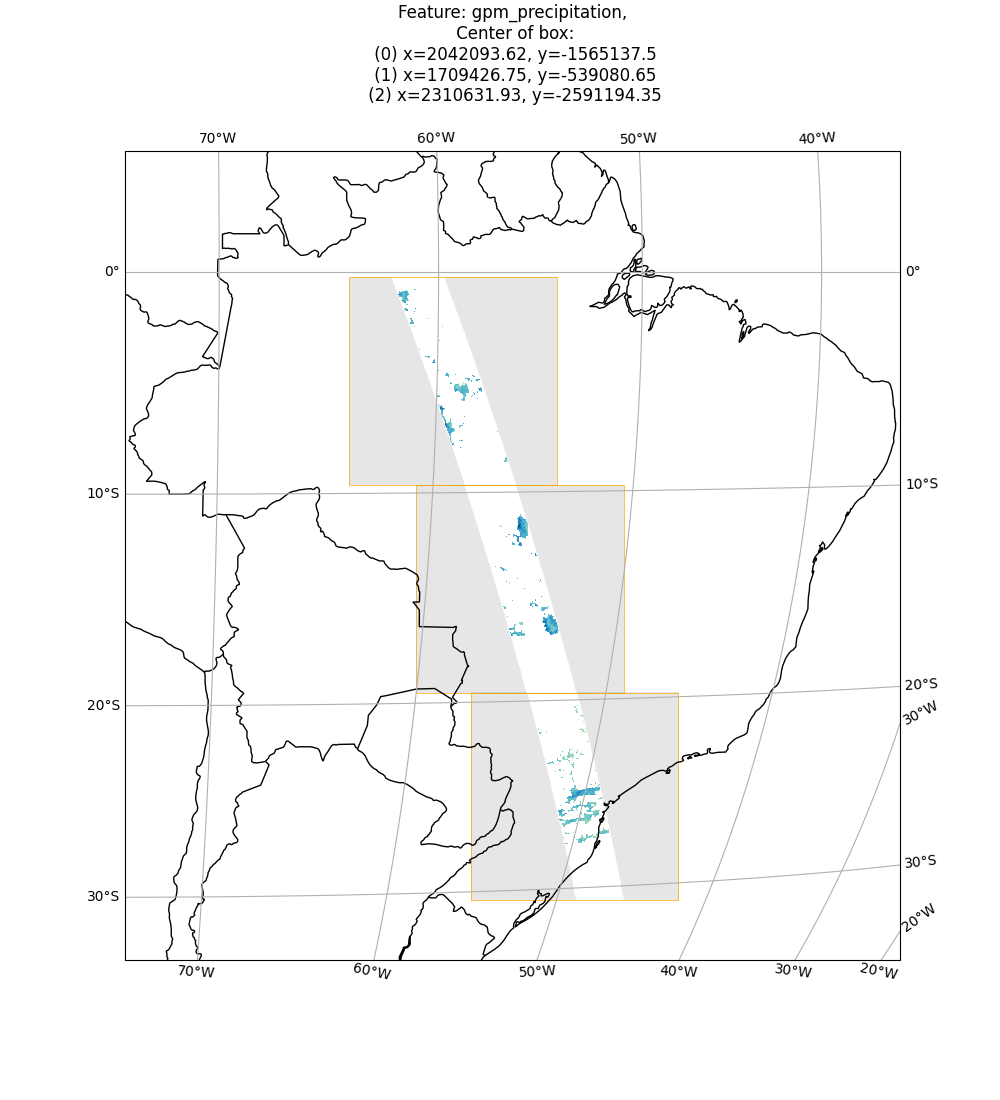 Feature: gpm_precipitation,
Center of box:
(0) x=2042093.62, y=-1565137.5
(1) x=1709426.75, y=-539080.65
(2) x=2310631.93, y=-2591194.35
70°W 60°W 50°W 40°W
0° 0°
10°S 10°S
20°S 20°S
30°W
30°S 30°S
20°W
70°W 60°W 50°W 40°W 30°W 20°W